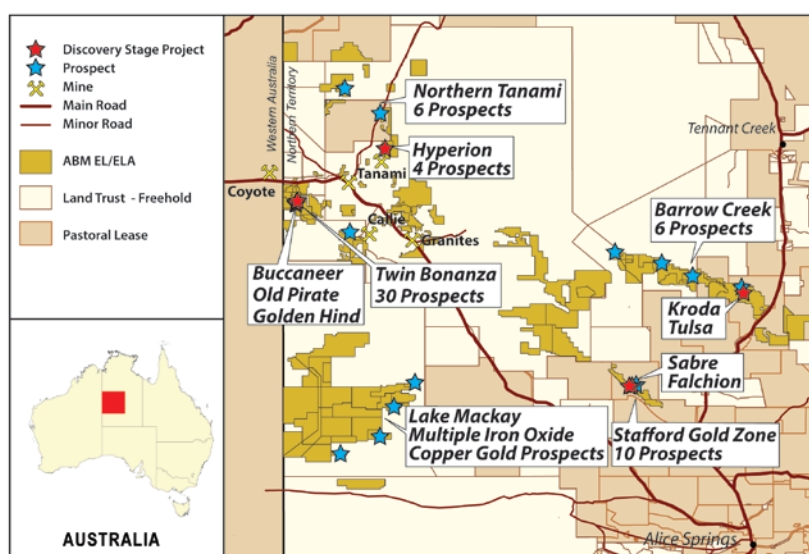 Discovery Stage Project
Prospect
Mine
Main Road
Minor Road
ABM EL/ELA
Land Trust - Freehold
Pastoral Lease
AUSTRALIA
Western Australia
Northern Territory
Northern Tanami
6 Prospects
Hyperion
4 Prospects
Tanami
Coyote
Callie
Granites
Buccaneer
Old Pirate
Golden Hind
Twin Bonanza
30 Prospects
Tennant Creek
Barrow Creek
6 Prospects
Kroda
Tulsa
Sabre
Falchion
Stafford Gold Zone
10 Prospects
Lake Mackay
Multiple Iron Oxide
Copper Gold Prospects
Alice Springs